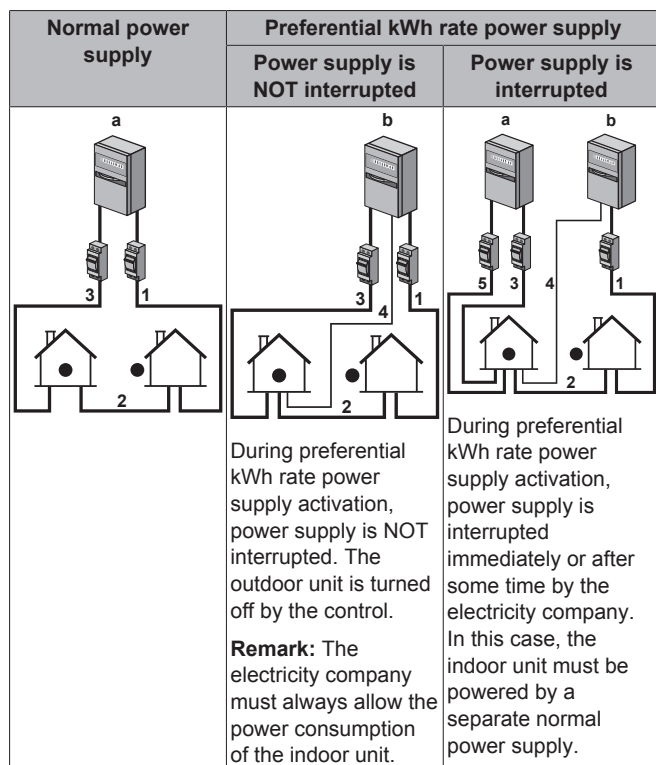 Normal power
supply
Preferential kWh rate power supply
Power supply is
NOT interrupted
Power supply is
interrupted
a
3
1
2
b
3
1
4
2
a
b
5
3
4
1
2
During preferential
kWh rate power
supply activation,
power supply is NOT
interrupted. The
outdoor unit is turned
off by the control.
Remark: The
electricity company
must always allow the
power consumption
of the indoor unit.
During preferential
kWh rate power
supply activation,
power supply is
interrupted
immediately or after
some time by the
electricity company.
In this case, the
indoor unit must be
powered by a
separate normal
power supply.